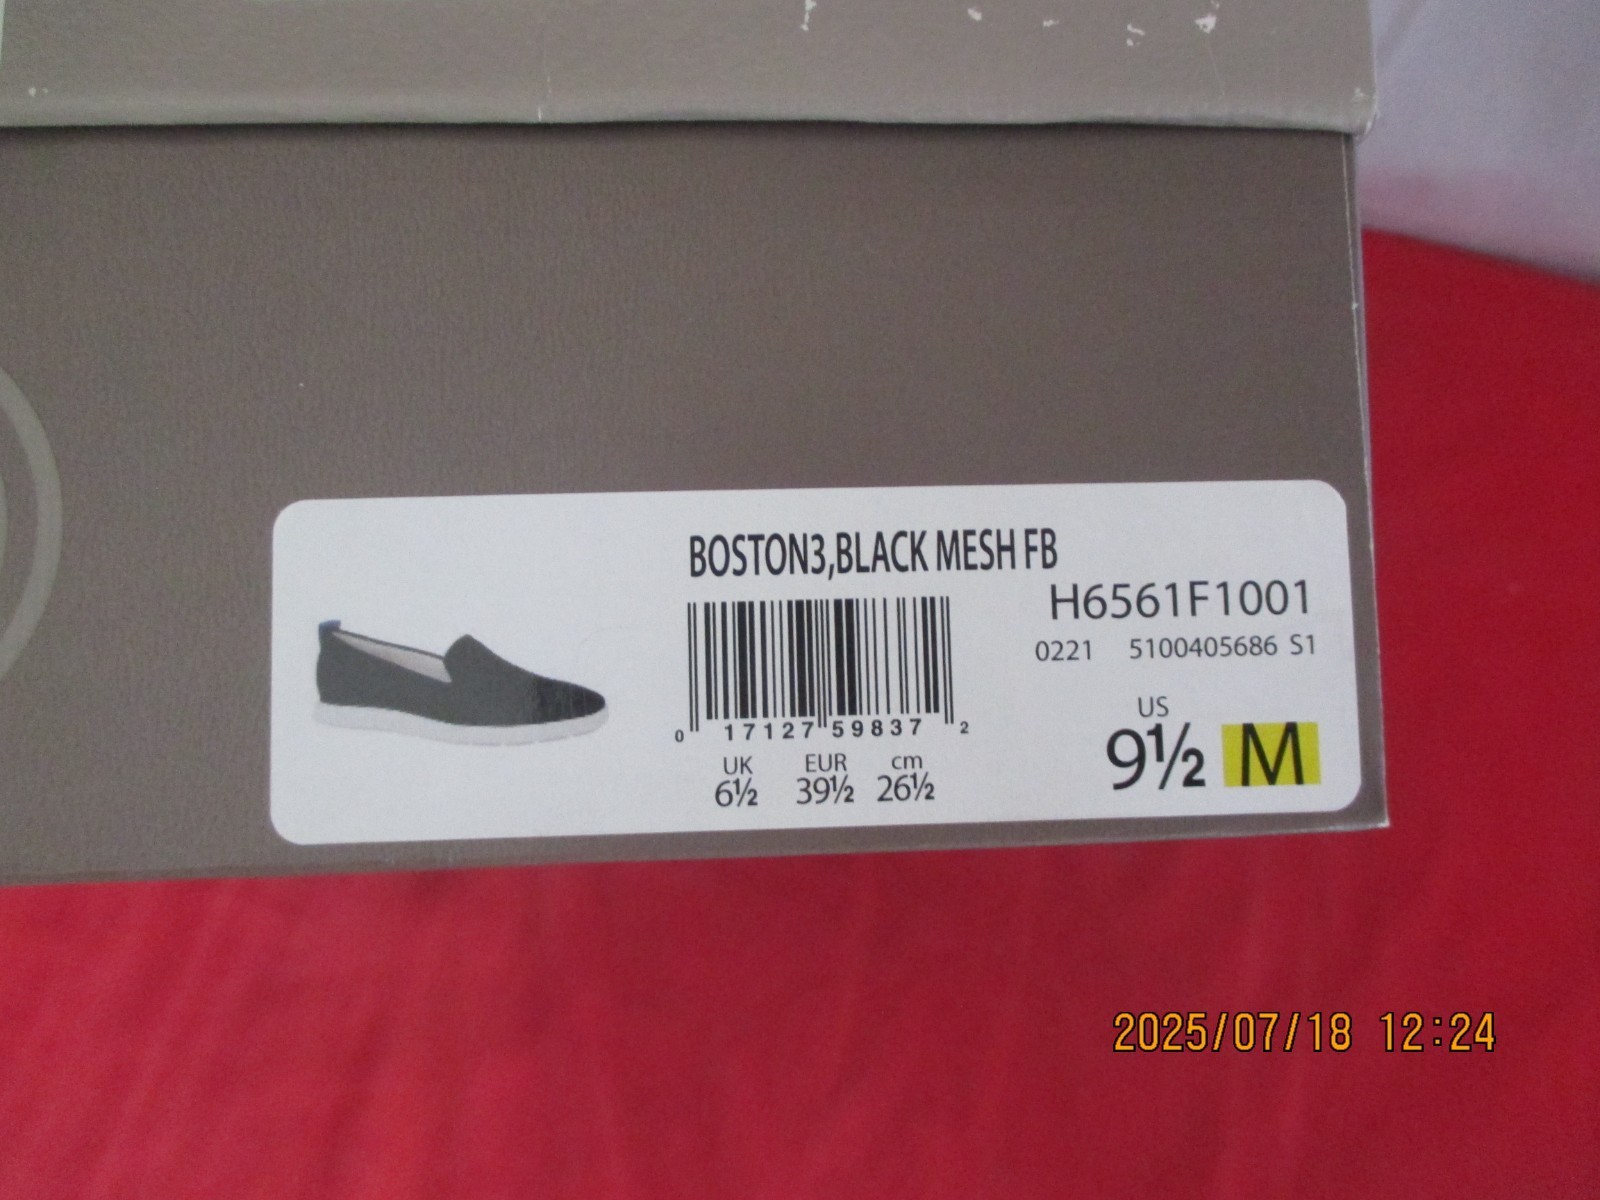 BOSTON3,BLACK MESH FB
H6561F1001
0221 5100405686 S1
0 17127 59837 2
UK EUR cm
6½ 39½ 26½
US
9½ M
2025/07/18 12:24